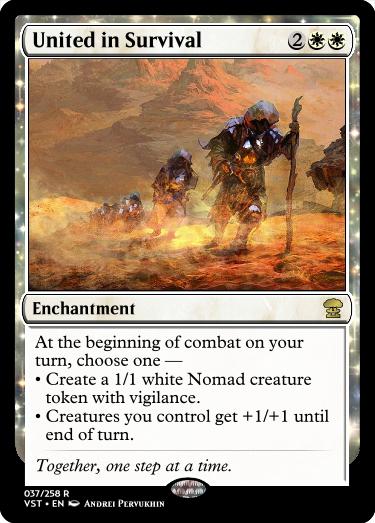 United in Survival 2
Enchantment
At the beginning of combat on your
turn, choose one —
• Create a 1/1 white Nomad creature
token with vigilance.
• Creatures you control get +1/+1 until
end of turn.
Together, one step at a time.
037/258 R
VST • EN Andrei Pervukhin